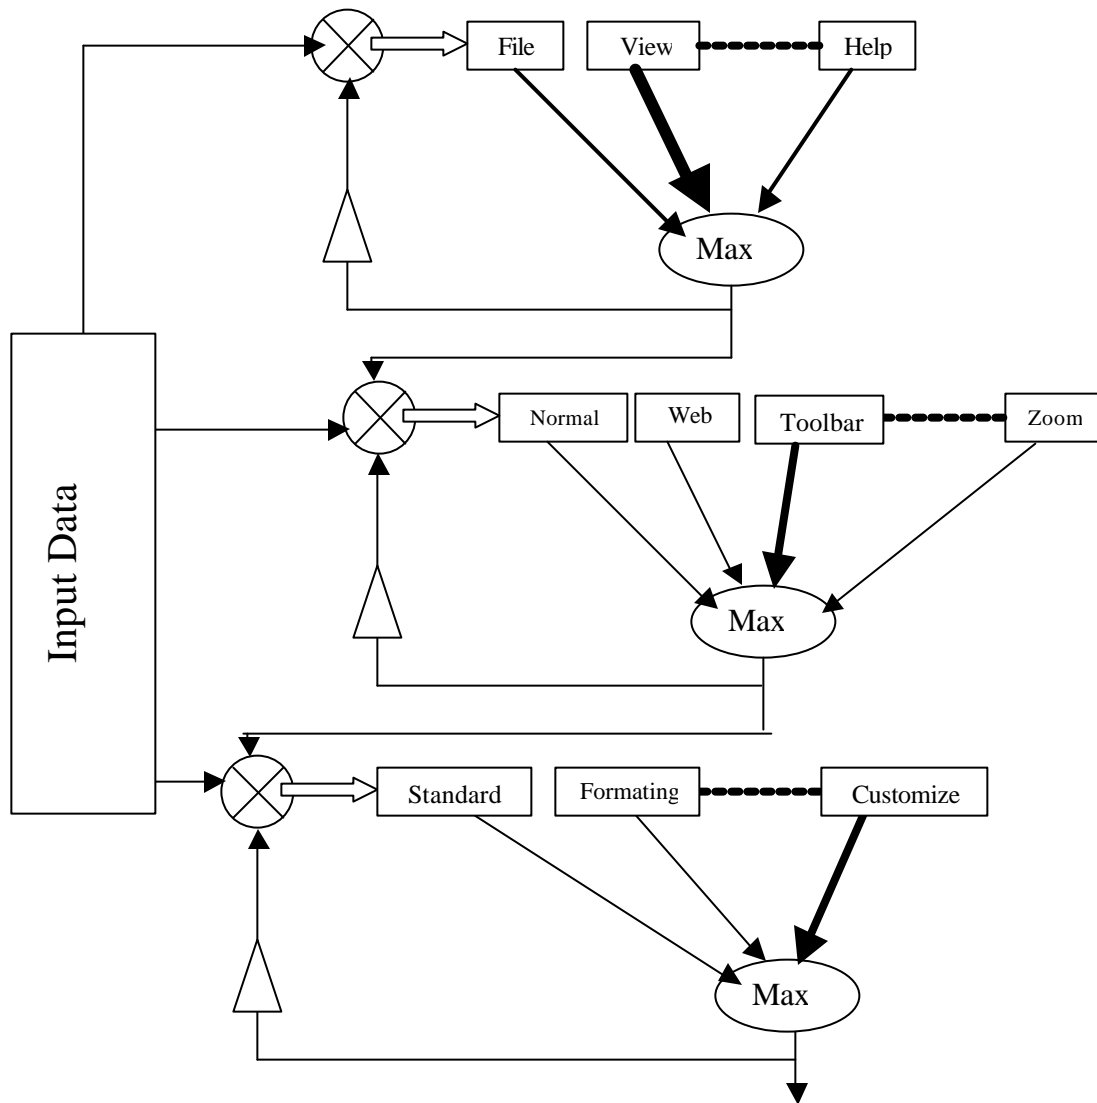 File
View
Help
Max
Normal
Web
Toolbar
Zoom
Input Data
Max
Standard
Formating
Customize
Max